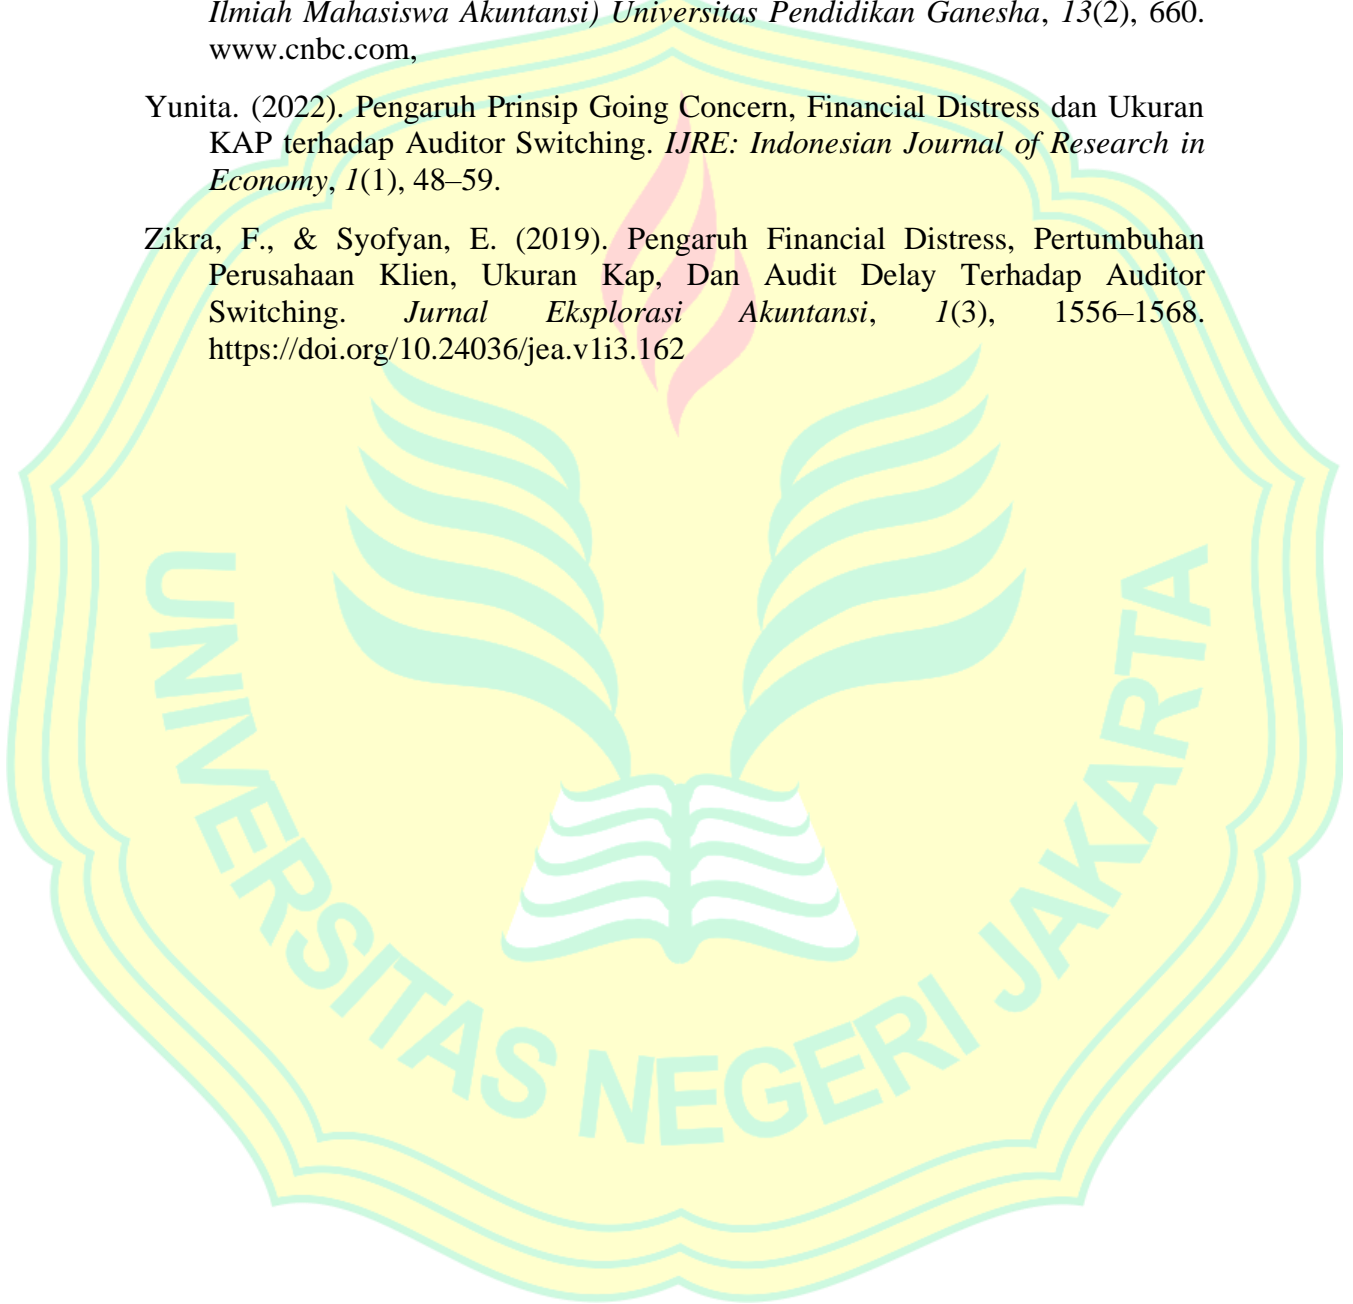 Ilmiah Mahasiswa Akuntansi) Universitas Pendidikan Ganesha, 13(2), 660.
www.cnbc.com,
Yunita. (2022). Pengaruh Prinsip Going Concern, Financial Distress dan Ukuran
KAP terhadap Auditor Switching. IJRE: Indonesian Journal of Research in
Economy, 1(1), 48–59.
Zikra, F., & Syofyan, E. (2019). Pengaruh Financial Distress, Pertumbuhan
Perusahaan Klien, Ukuran Kap, Dan Audit Delay Terhadap Auditor
Switching. Jurnal Eksplorasi Akuntansi, 1(3), 1556–1568.
https://doi.org/10.24036/jea.v1i3.162
UNIVERSITAS NEGERI JAKARTA